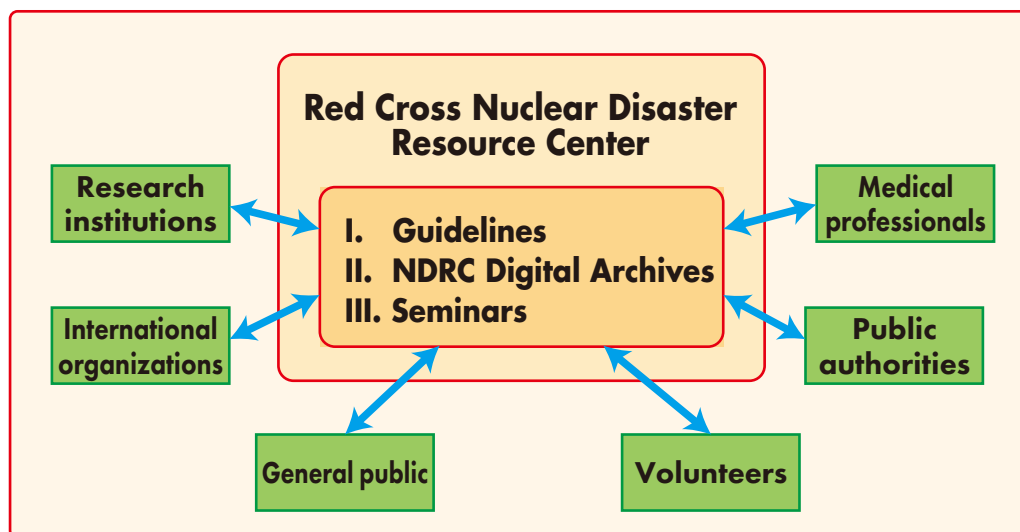 Red Cross Nuclear Disaster
Resource Center
I. Guidelines
II. NDRC Digital Archives
III. Seminars
Research
institutions
International
organizations
General public
Volunteers
Medical
professionals
Public
authorities